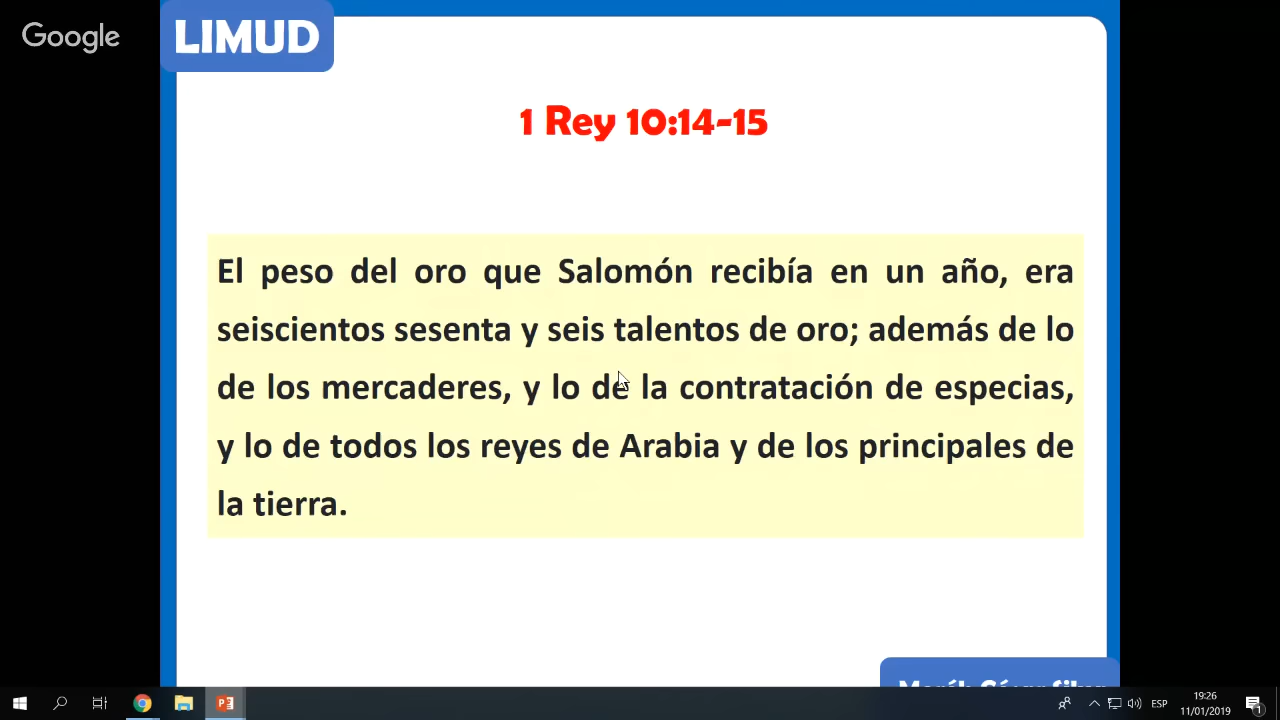 Google
LIMUD
1 Rey 10:14-15
El peso del oro que Salomón recibía en un año, era
seiscientos sesenta y seis talentos de oro; además de lo
de los mercaderes, y lo de la contratación de especias,
y lo de todos los reyes de Arabia y de los principales de
la tierra.
ESP
19:26
11/01/2019
1